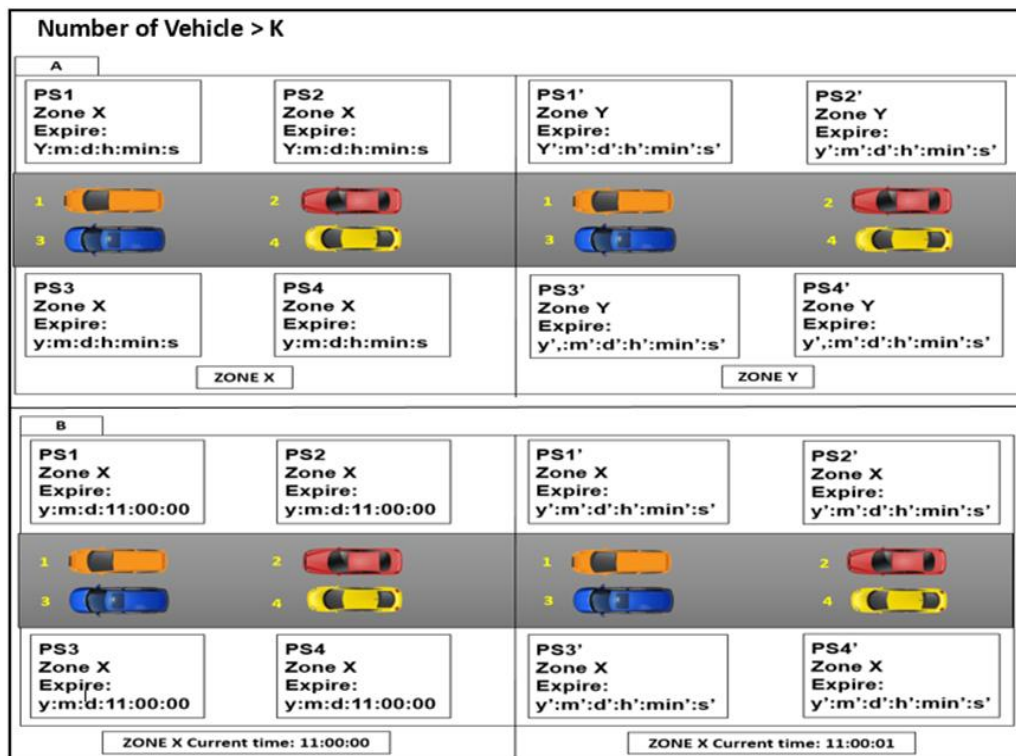 Number of Vehicle > K
A
PS1
Zone X
Expire:
Y:m:d:h:min:s
PS2
Zone X
Expire:
Y:m:d:h:min:s
PS1’
Zone Y
Expire:
Y’:m’:d’:h’:min’:s’
PS2’
Zone Y
Expire:
y’:m’:d’:h’:min’:s’
1
2
3
4
1
2
3
4
PS3
Zone X
Expire:
y:m:d:h:min:s
PS4
Zone X
Expire:
y:m:d:h:min:s
PS3’
Zone Y
Expire:
y’,:m’:d’:h’:min’:s’
PS4’
Zone Y
Expire:
y’,:m’:d’:h’:min’:s’
ZONE X
ZONE Y
B
PS1
Zone X
Expire:
y:m:d:11:00:00
PS2
Zone X
Expire:
y:m:d:11:00:00
PS1’
Zone X
Expire:
y’:m’:d’:h’:min’:s’
PS2’
Zone X
Expire:
y’:m’:d’:h’:min’:s’
1
2
3
4
1
2
3
4
PS3
Zone X
Expire:
y:m:d:11:00:00
PS4
Zone X
Expire:
y:m:d:11:00:00
PS3’
Zone X
Expire:
y’:m’:d’:h’:min’:s’
PS4’
Zone X
Expire:
y’:m’:d’:h’:min’:s’
ZONE X Current time: 11:00:00
ZONE X Current time: 11:00:01